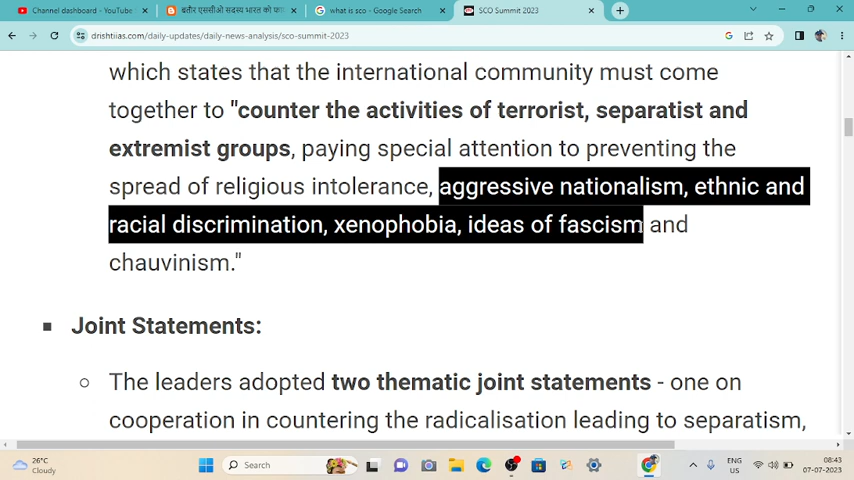 Channel dashboard - YouTube
बतौर एससीओ सदस्य भारत को फा
what is sco - Google Search
SCO Summit 2023
drishtiias.com/daily-updates/daily-news-analysis/sco-summit-2023
which states that the international community must come
together to "counter the activities of terrorist, separatist and
extremist groups, paying special attention to preventing the
spread of religious intolerance, aggressive nationalism, ethnic and
racial discrimination, xenophobia, ideas of fascism and
chauvinism."
Joint Statements:
The leaders adopted two thematic joint statements - one on
cooperation in countering the radicalisation leading to separatism,
26°C
Cloudy
Search
ENG
US
08:43
07-07-2023